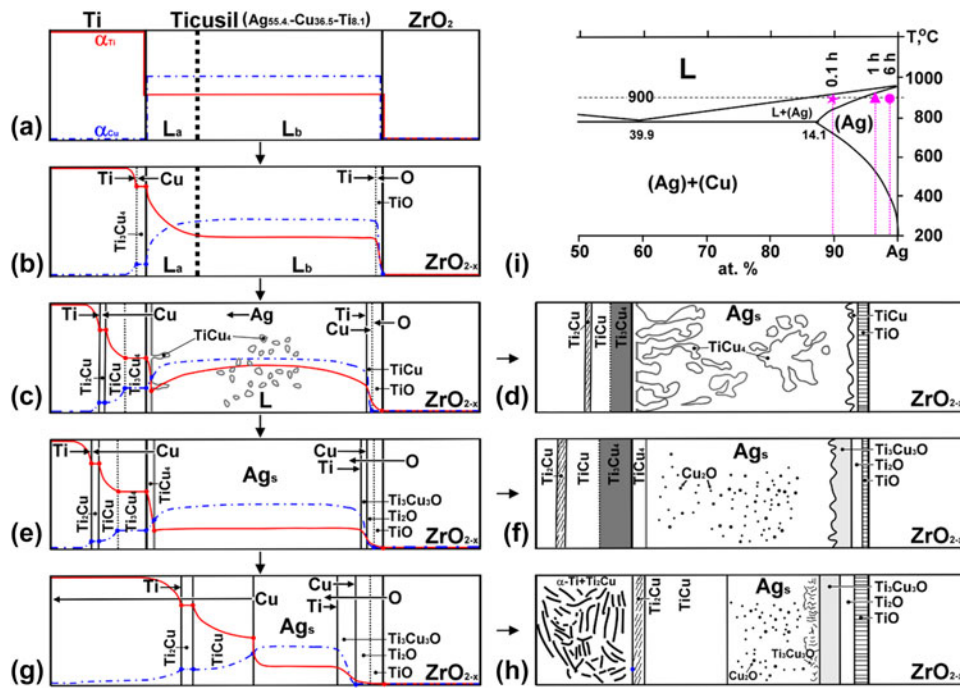 Ti Ticusil (Ag55.4.-Cu36.5-Ti8.1) ZrO2
αTi
αCu
La Lb
(a)
Ti Cu Ti O
Ti3Cu4
TiO
La Lb
ZrO2-x
(b)
Ti Cu Ag Ti O
Cu
TiCu4
Ti2Cu
TiCu
Ti3Cu4
TiCu
TiO
L
ZrO2-x
(c)
Ti Cu Cu O
Ti
Ti2Cu
TiCu
Ti3Cu4
TiCu4
Ags
Ti3Cu3O
Ti2O
TiO
ZrO2-x
(e)
Ti Cu Cu O
Ti
Ti2Cu
TiCu
Ags
Ti3Cu3O
Ti2O
TiO
ZrO2-x
(g)
T,°C
L
0.1 h
1 h
6 h
1000
900
L+(Ag)
(Ag)
800
39.9
14.1
600
(Ag)+(Cu)
400
200
50 60 70 80 90 Ag
at. %
(i)
Ti2Cu
TiCu
Ti3Cu4
Ags
TiCu4
TiCu
TiO
ZrO2-x
(d)
Ti2Cu
TiCu
Ti3Cu4
TiCu4
Ags
Cu2O
Ti3Cu3O
Ti2O
TiO
ZrO2-x
(f)
α-Ti+Ti2Cu
Ti2Cu
TiCu
Ags
Ti3Cu3O
Cu2O
Ti3Cu3O
Ti2O
TiO
ZrO2-x
(h)